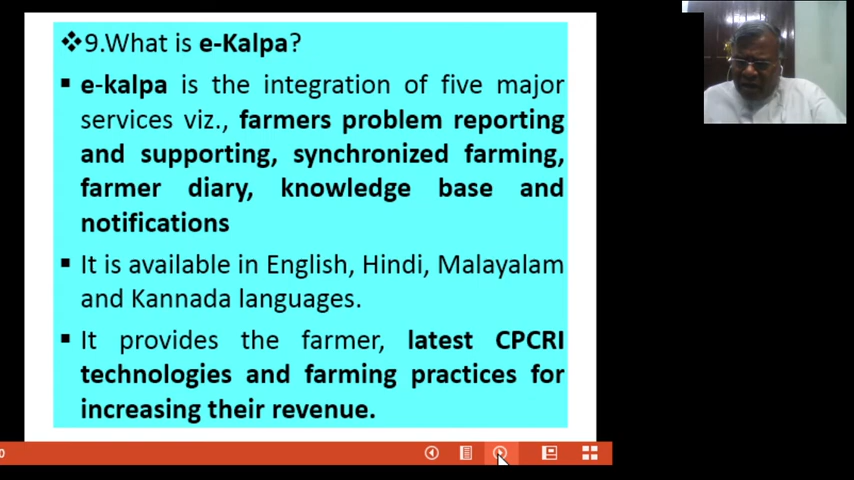 ❖9.What is e-Kalpa?
▪ e-kalpa is the integration of five major
services viz., farmers problem reporting
and supporting, synchronized farming,
farmer diary, knowledge base and
notifications
▪ It is available in English, Hindi, Malayalam
and Kannada languages.
▪ It provides the farmer, latest CPCRI
technologies and farming practices for
increasing their revenue.
0